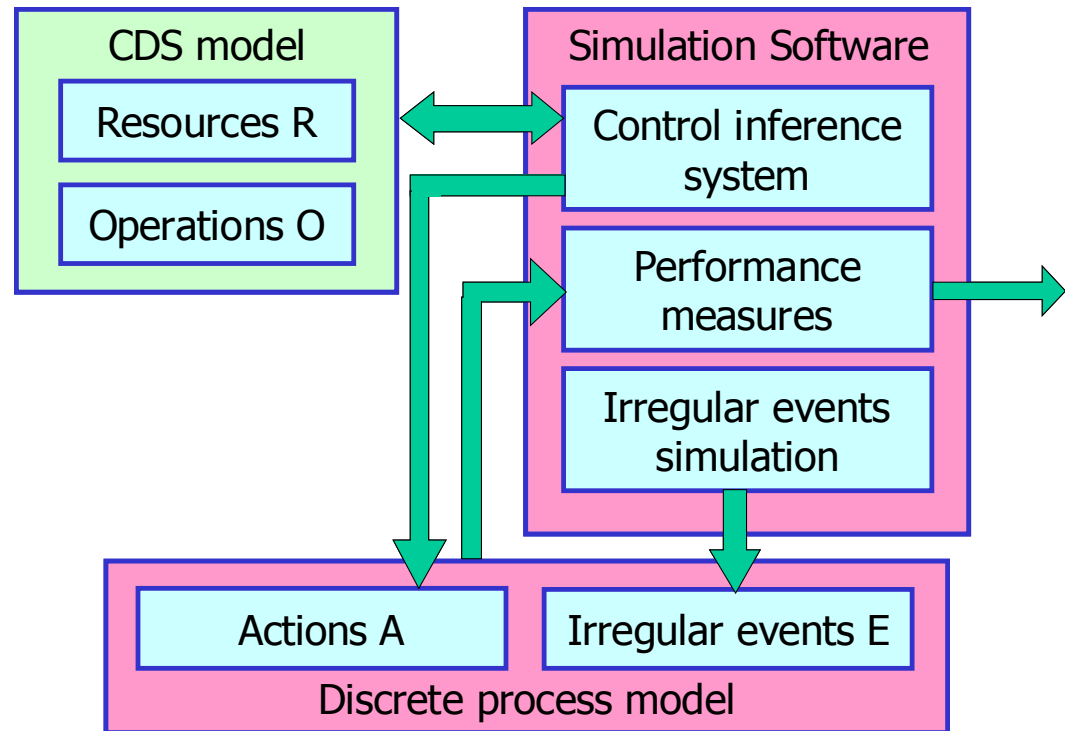 CDS model
Resources R
Operations O
Simulation Software
Control inference
system
Performance
measures
Irregular events
simulation
Actions A
Irregular events E
Discrete process model